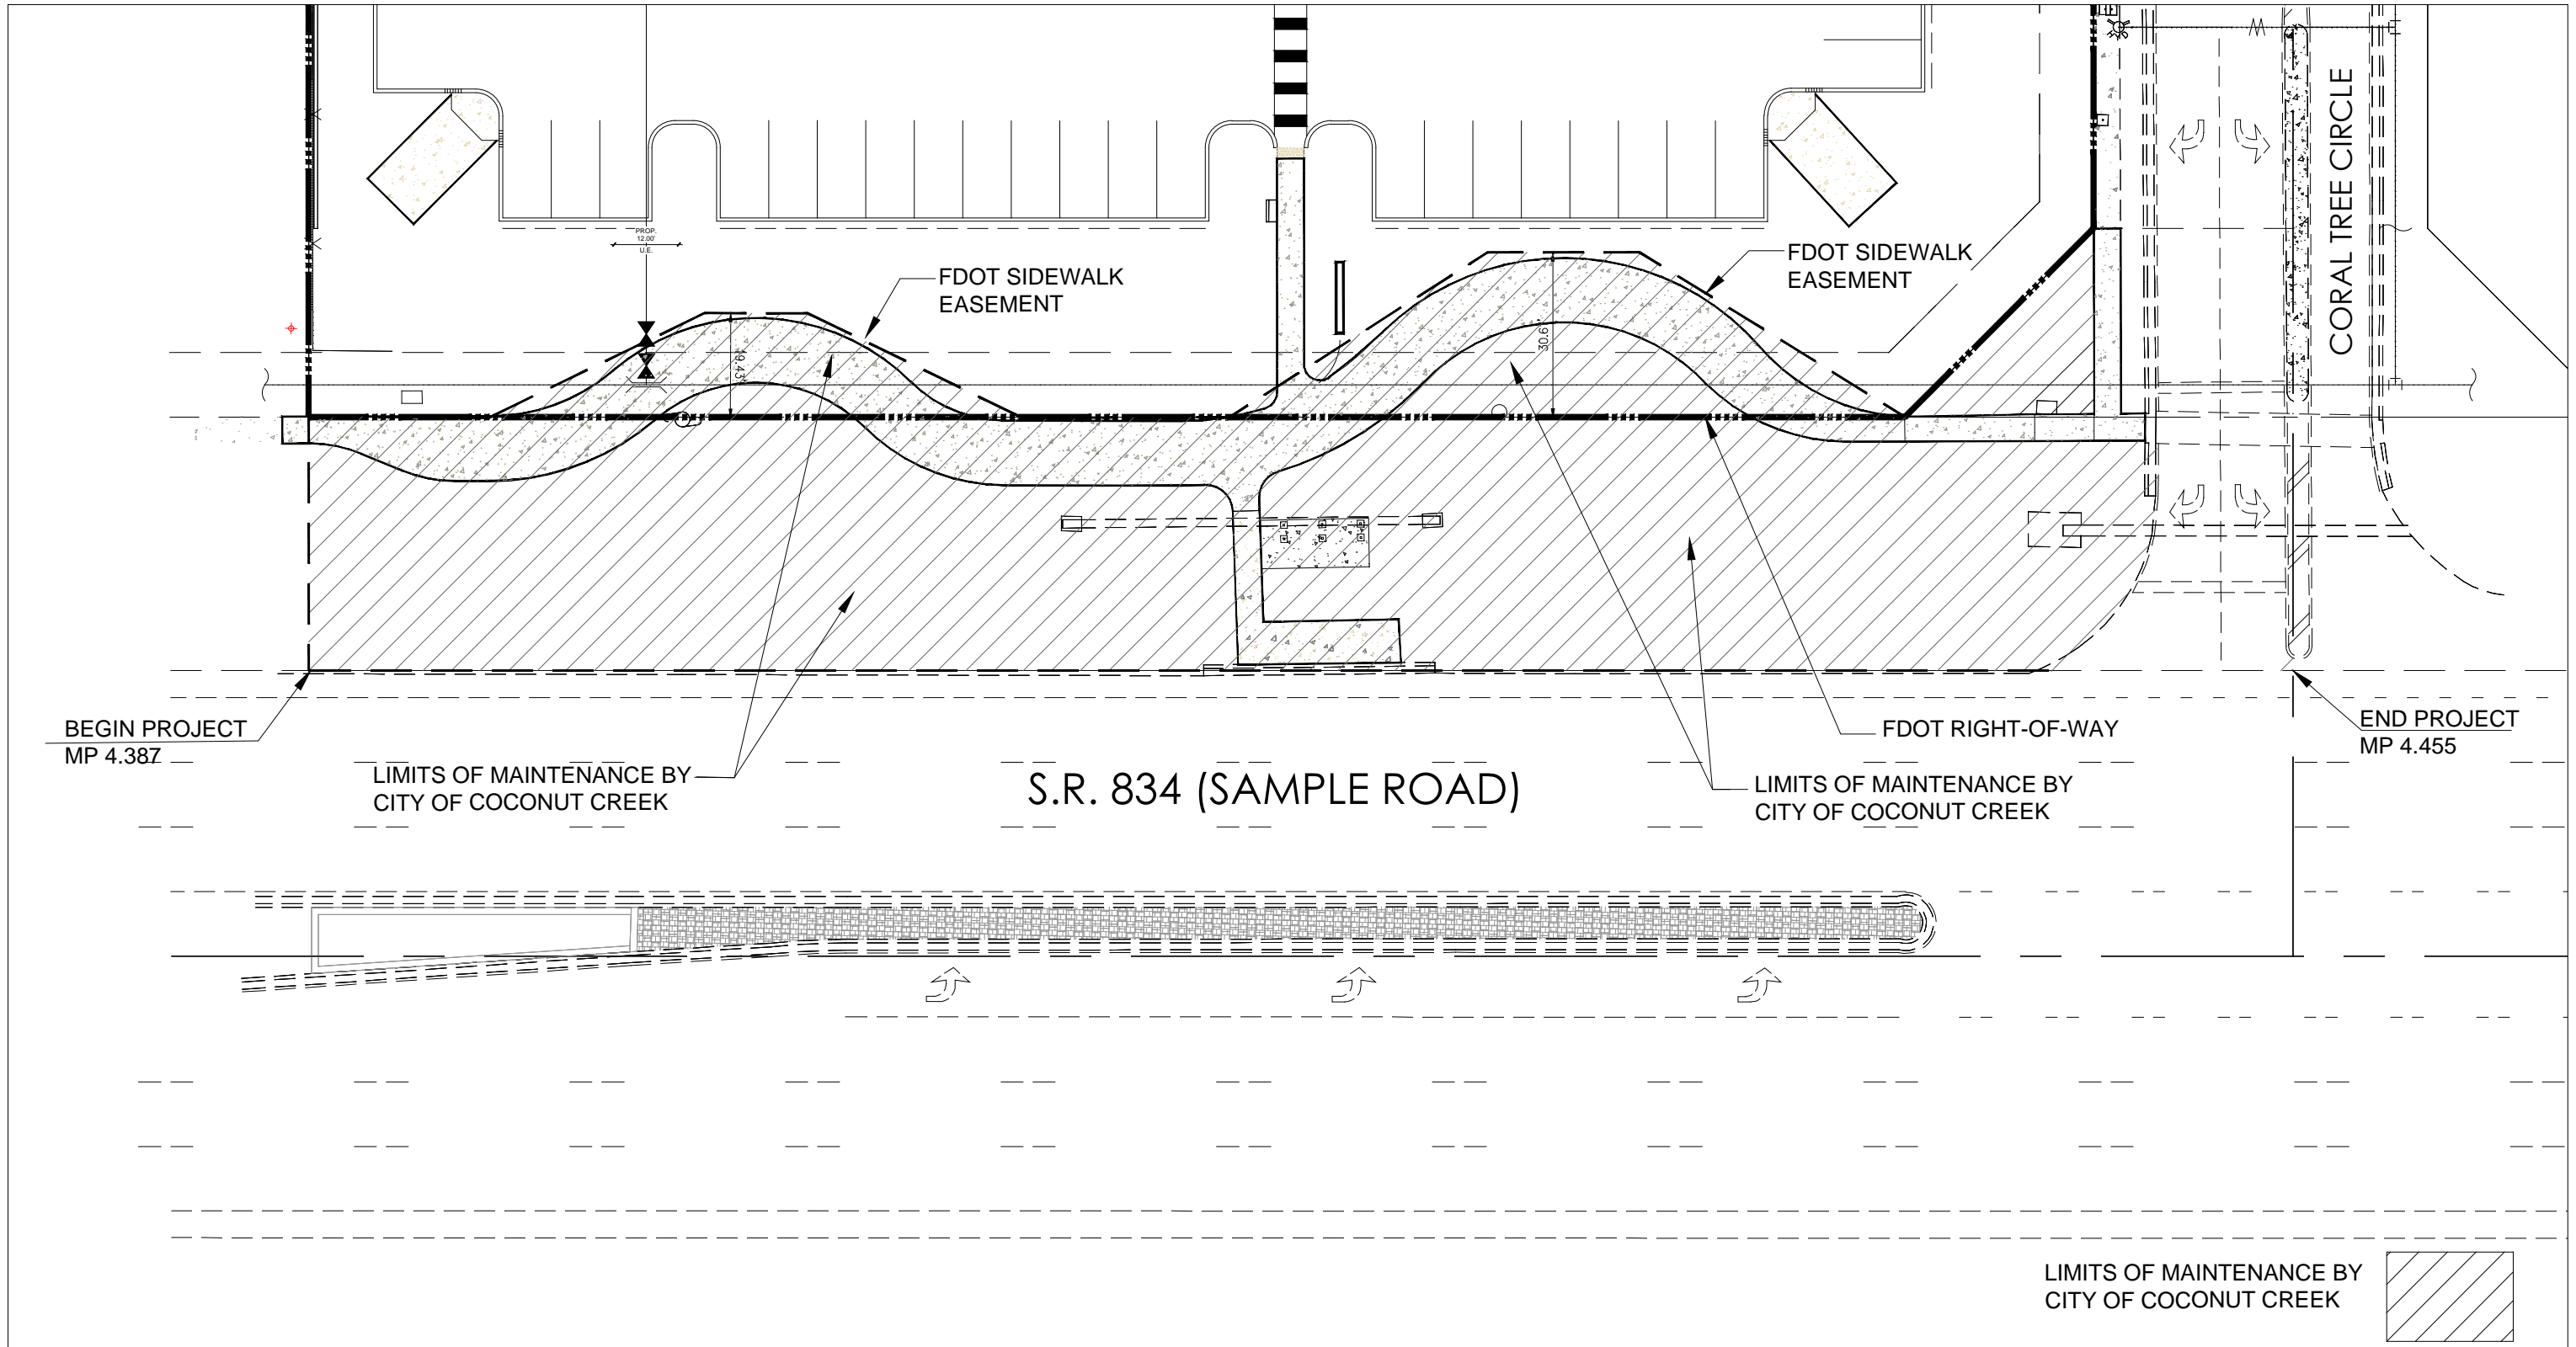 PROP.
12.00'
U.E.
FDOT SIDEWALK
EASEMENT
FDOT SIDEWALK
EASEMENT
CORAL TREE CIRCLE
19.43'
30.61'
BEGIN PROJECT
MP 4.387
LIMITS OF MAINTENANCE BY
CITY OF COCONUT CREEK
S.R. 834 (SAMPLE ROAD)
FDOT RIGHT-OF-WAY
LIMITS OF MAINTENANCE BY
CITY OF COCONUT CREEK
END PROJECT
MP 4.455
LIMITS OF MAINTENANCE BY
CITY OF COCONUT CREEK